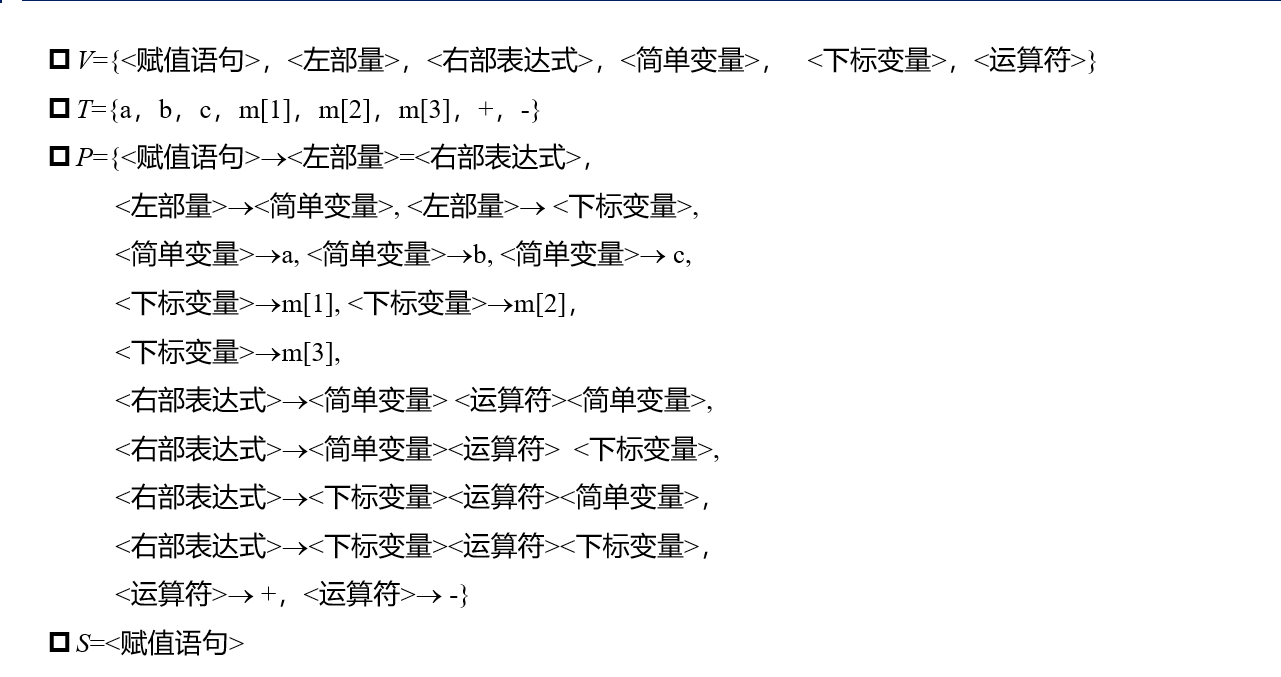 V={<赋值语句>，<左部量>，<右部表达式>，<简单变量>， <下标变量>，<运算符>}
T={a，b，c，m[1]，m[2]，m[3]，+，-}
P={<赋值语句>→<左部量>=<右部表达式>，
<左部量>→<简单变量>, <左部量>→ <下标变量>,
<简单变量>→a, <简单变量>→b, <简单变量>→ c,
<下标变量>→m[1], <下标变量>→m[2]，
<下标变量>→m[3],
<右部表达式>→<简单变量> <运算符><简单变量>,
<右部表达式>→<简单变量><运算符> <下标变量>,
<右部表达式>→<下标变量><运算符><简单变量>，
<右部表达式>→<下标变量><运算符><下标变量>，
<运算符>→ +，<运算符>→ -}
S=<赋值语句>